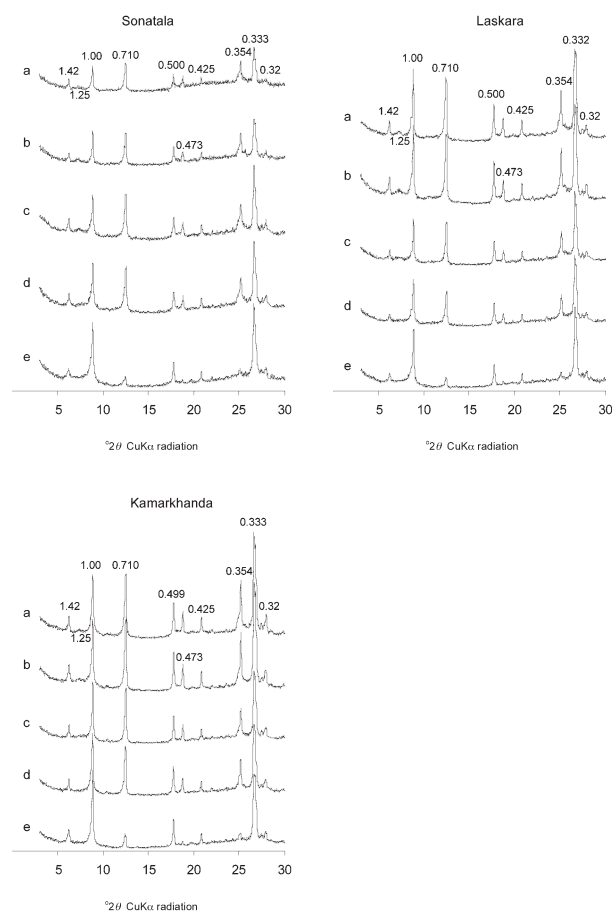 Sonatala
0.333
1.42 1.00 0.710 0.500 0.425 0.354 0.32
a
1.25
b 0.473
c
d
e
5 10 15 20 25 30
°2θ CuKα radiation
Laskara
0.332
1.00
0.710
0.500 0.354
1.42 0.425 0.32
a
1.25
b 0.473
c
d
e
5 10 15 20 25 30
°2θ CuKα radiation
Kamarkhanda
0.333
1.00 0.710 0.354
1.42 0.499 0.425 0.32
a
1.25
b 0.473
c
d
e
5 10 15 20 25 30
°2θ CuKα radiation